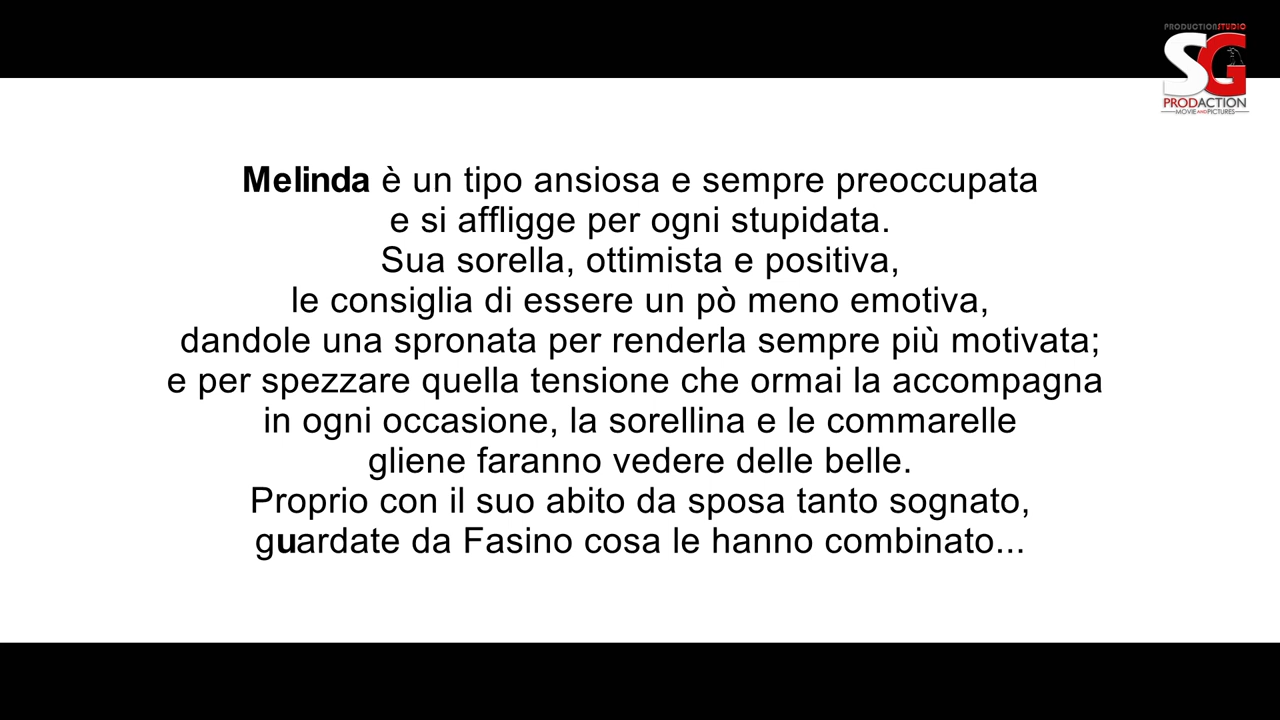 PRODUCTIONSTUDIO
SG
PRODACTION
MOVIE AND PICTURES
Melinda è un tipo ansiosa e sempre preoccupata
e si affligge per ogni stupidata.
Sua sorella, ottimista e positiva,
le consiglia di essere un pò meno emotiva,
dandole una spronata per renderla sempre più motivata;
e per spezzare quella tensione che ormai la accompagna
in ogni occasione, la sorellina e le commarelle
gliene faranno vedere delle belle.
Proprio con il suo abito da sposa tanto sognato,
guardate da Fasino cosa le hanno combinato...